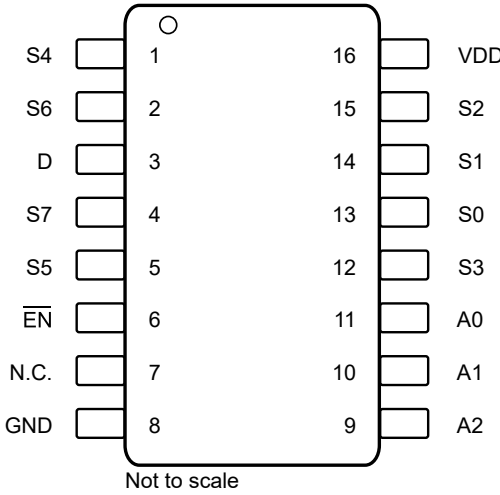 S4 1 16 VDD
S6 2 15 S2
D 3 14 S1
S7 4 13 S0
S5 5 12 S3
EN 6 11 A0
N.C. 7 10 A1
GND 8 9 A2
Not to scale